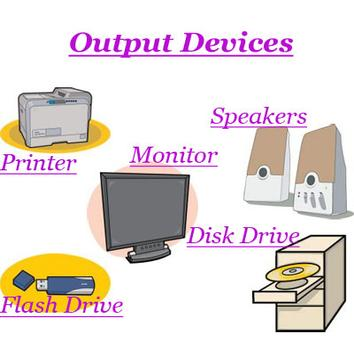 Output Devices
Speakers
Printer
Monitor
Disk Drive
Flash Drive